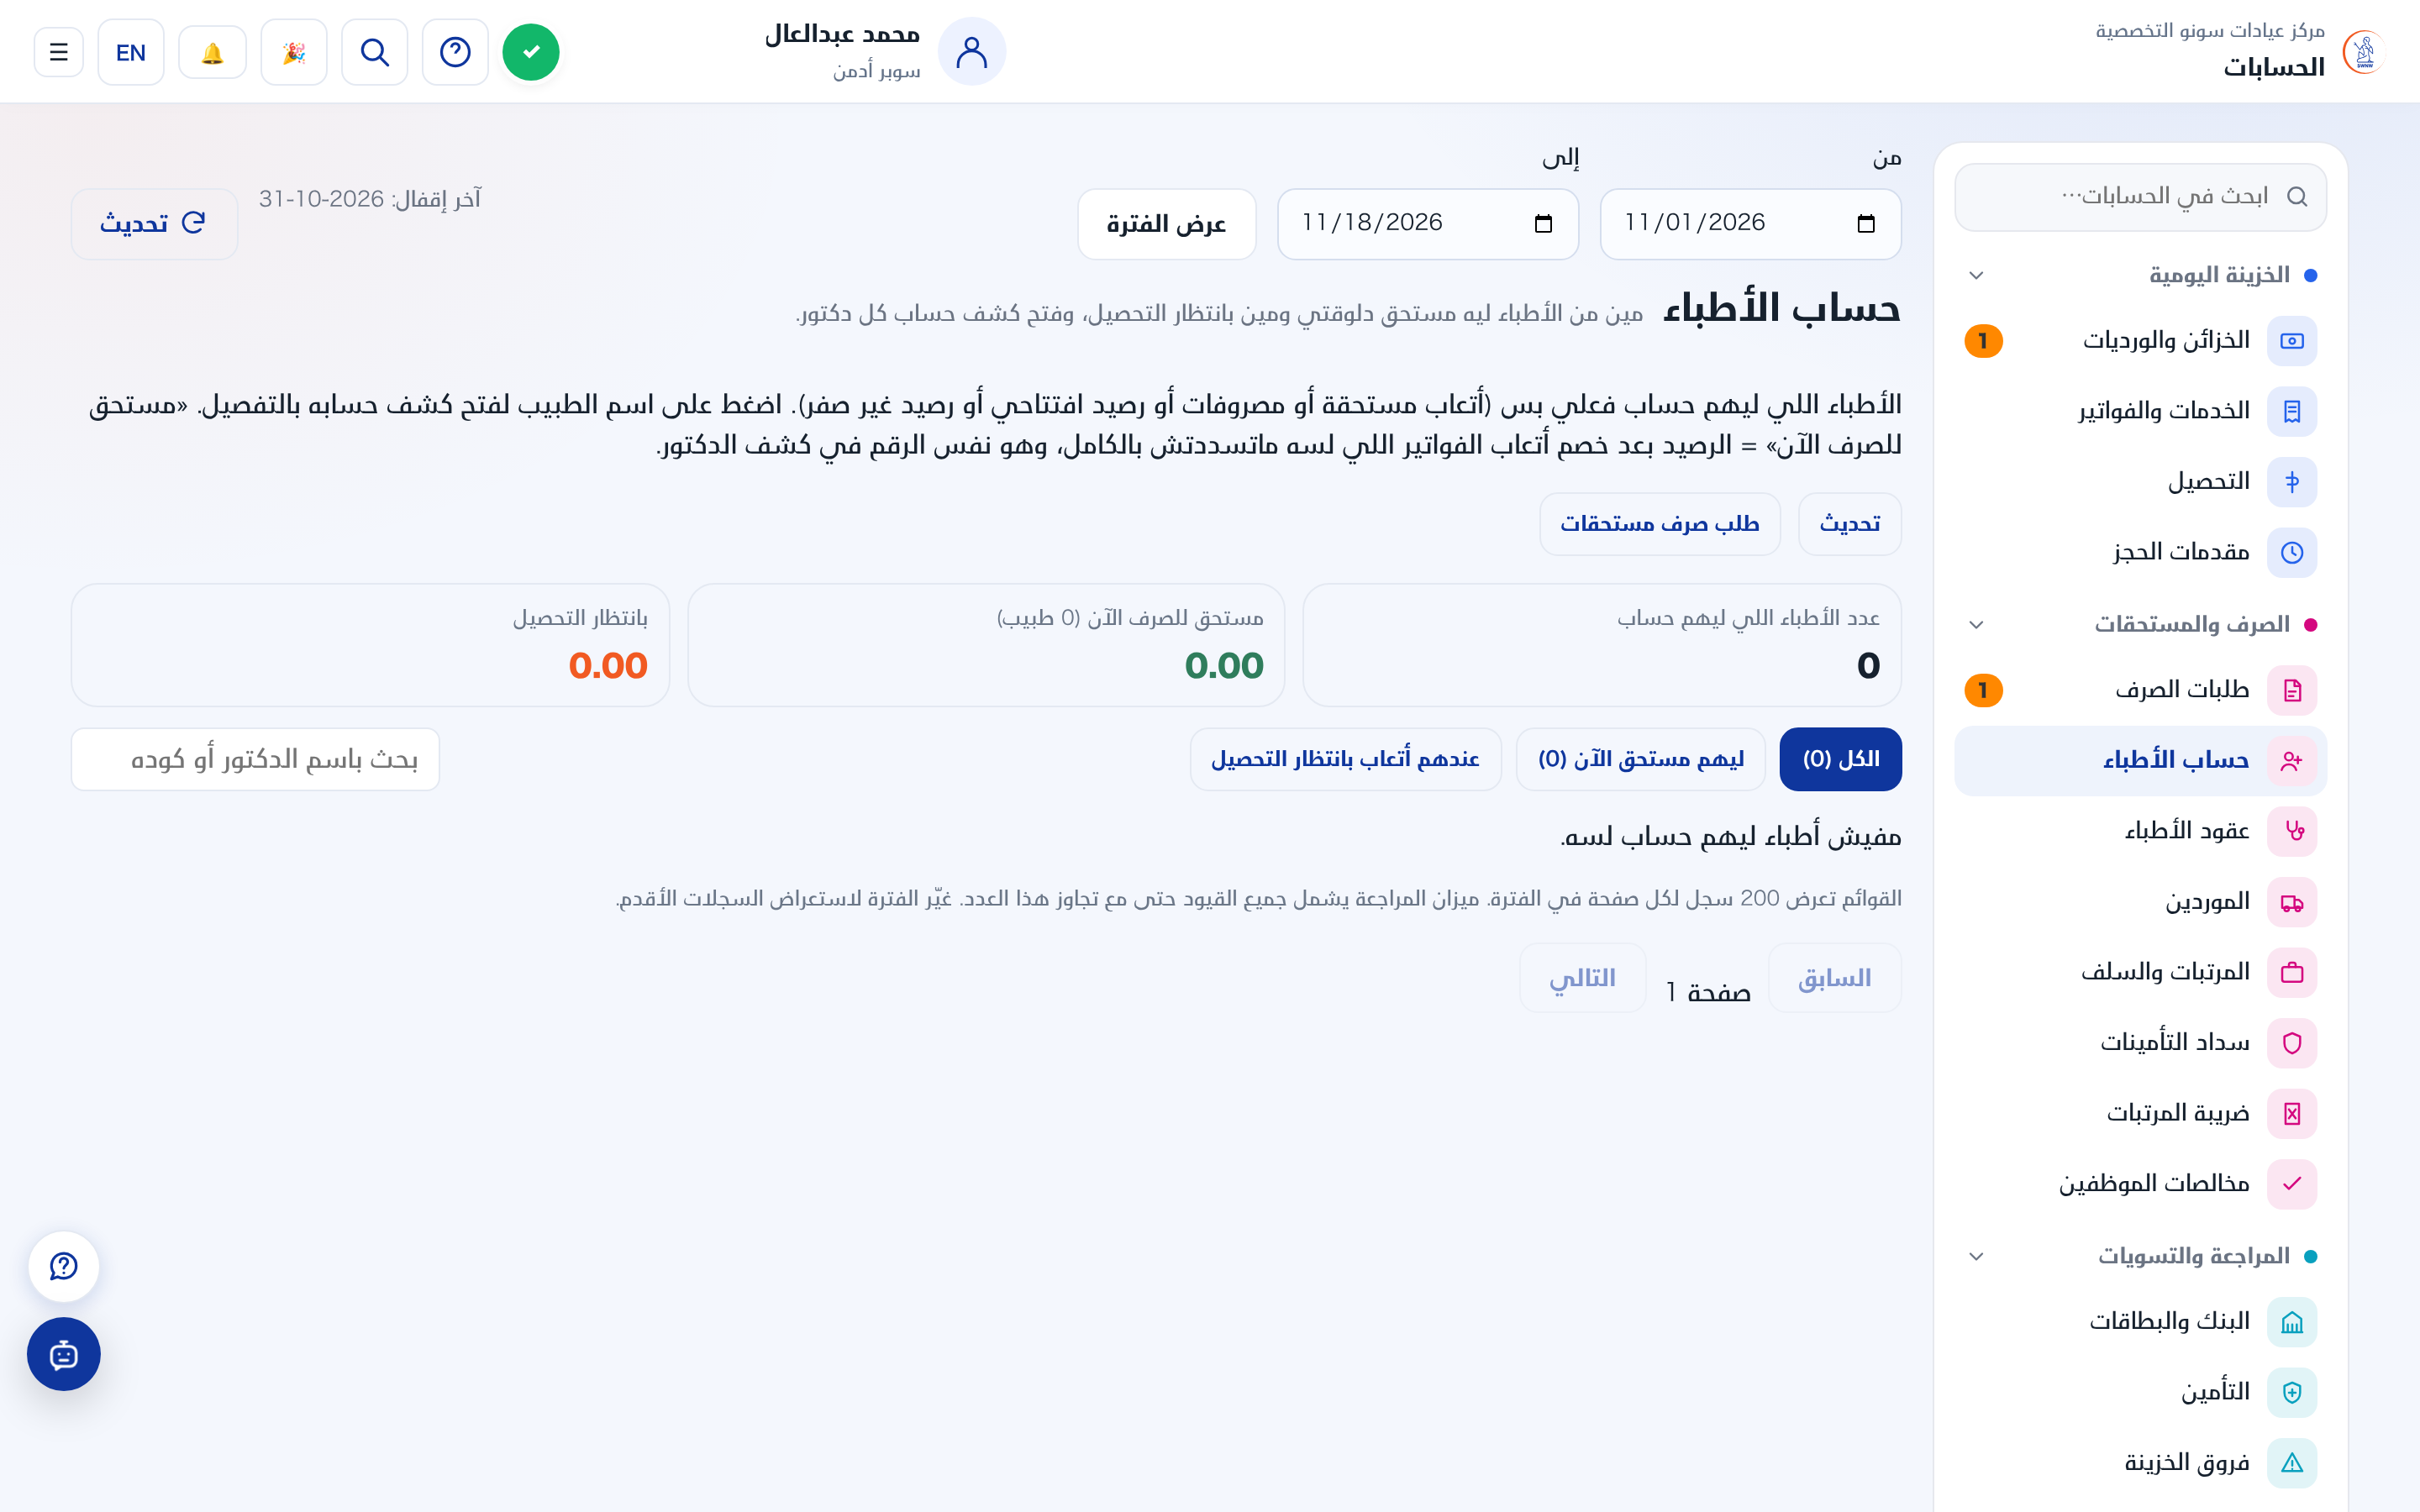 مركز عيادات سونو التخصصية
الحسابات
محمد عبدالعال
سوبر أدمن
EN
ابحث في الحسابات...
الخزينة اليومية
الخزائن والورديات
1
الخدمات والفواتير
التحصيل
مقدمات الحجز
الصرف والمستحقات
طلبات الصرف
1
حساب الأطباء
عقود الأطباء
الموردين
المرتبات والسلف
سداد التأمينات
ضريبة المرتبات
مخالصات الموظفين
المراجعة والتسويات
البنك والبطاقات
التأمين
فروق الخزينة
من
11/01/2026
إلى
11/18/2026
عرض الفترة
آخر إقفال: 2026-10-31
تحديث
حساب الأطباء
مين من الأطباء ليه مستحق دلوقتي ومين بانتظار التحصيل، وفتح كشف حساب كل دكتور.
الأطباء اللي ليهم حساب فعلي بس (أتعاب مستحقة أو مصروفات أو رصيد افتتاحي أو رصيد غير صفر). اضغط على اسم الطبيب لفتح كشف حسابه بالتفصيل. «مستحق
للصرف الآن» = الرصيد بعد خصم أتعاب الفواتير اللي لسه ماتسددتش بالكامل، وهو نفس الرقم في كشف الدكتور.
تحديث
طلب صرف مستحقات
عدد الأطباء اللي ليهم حساب
0
مستحق للصرف الآن (0 طبيب)
0.00
بانتظار التحصيل
0.00
الكل (0)
ليهم مستحق الآن (0)
عندهم أتعاب بانتظار التحصيل
بحث باسم الدكتور أو كوده
مفيش أطباء ليهم حساب لسه.
القوائم تعرض 200 سجل لكل صفحة في الفترة. ميزان المراجعة يشمل جميع القيود حتى مع تجاوز هذا العدد. غيّر الفترة لاستعراض السجلات الأقدم.
السابق
صفحة 1
التالي